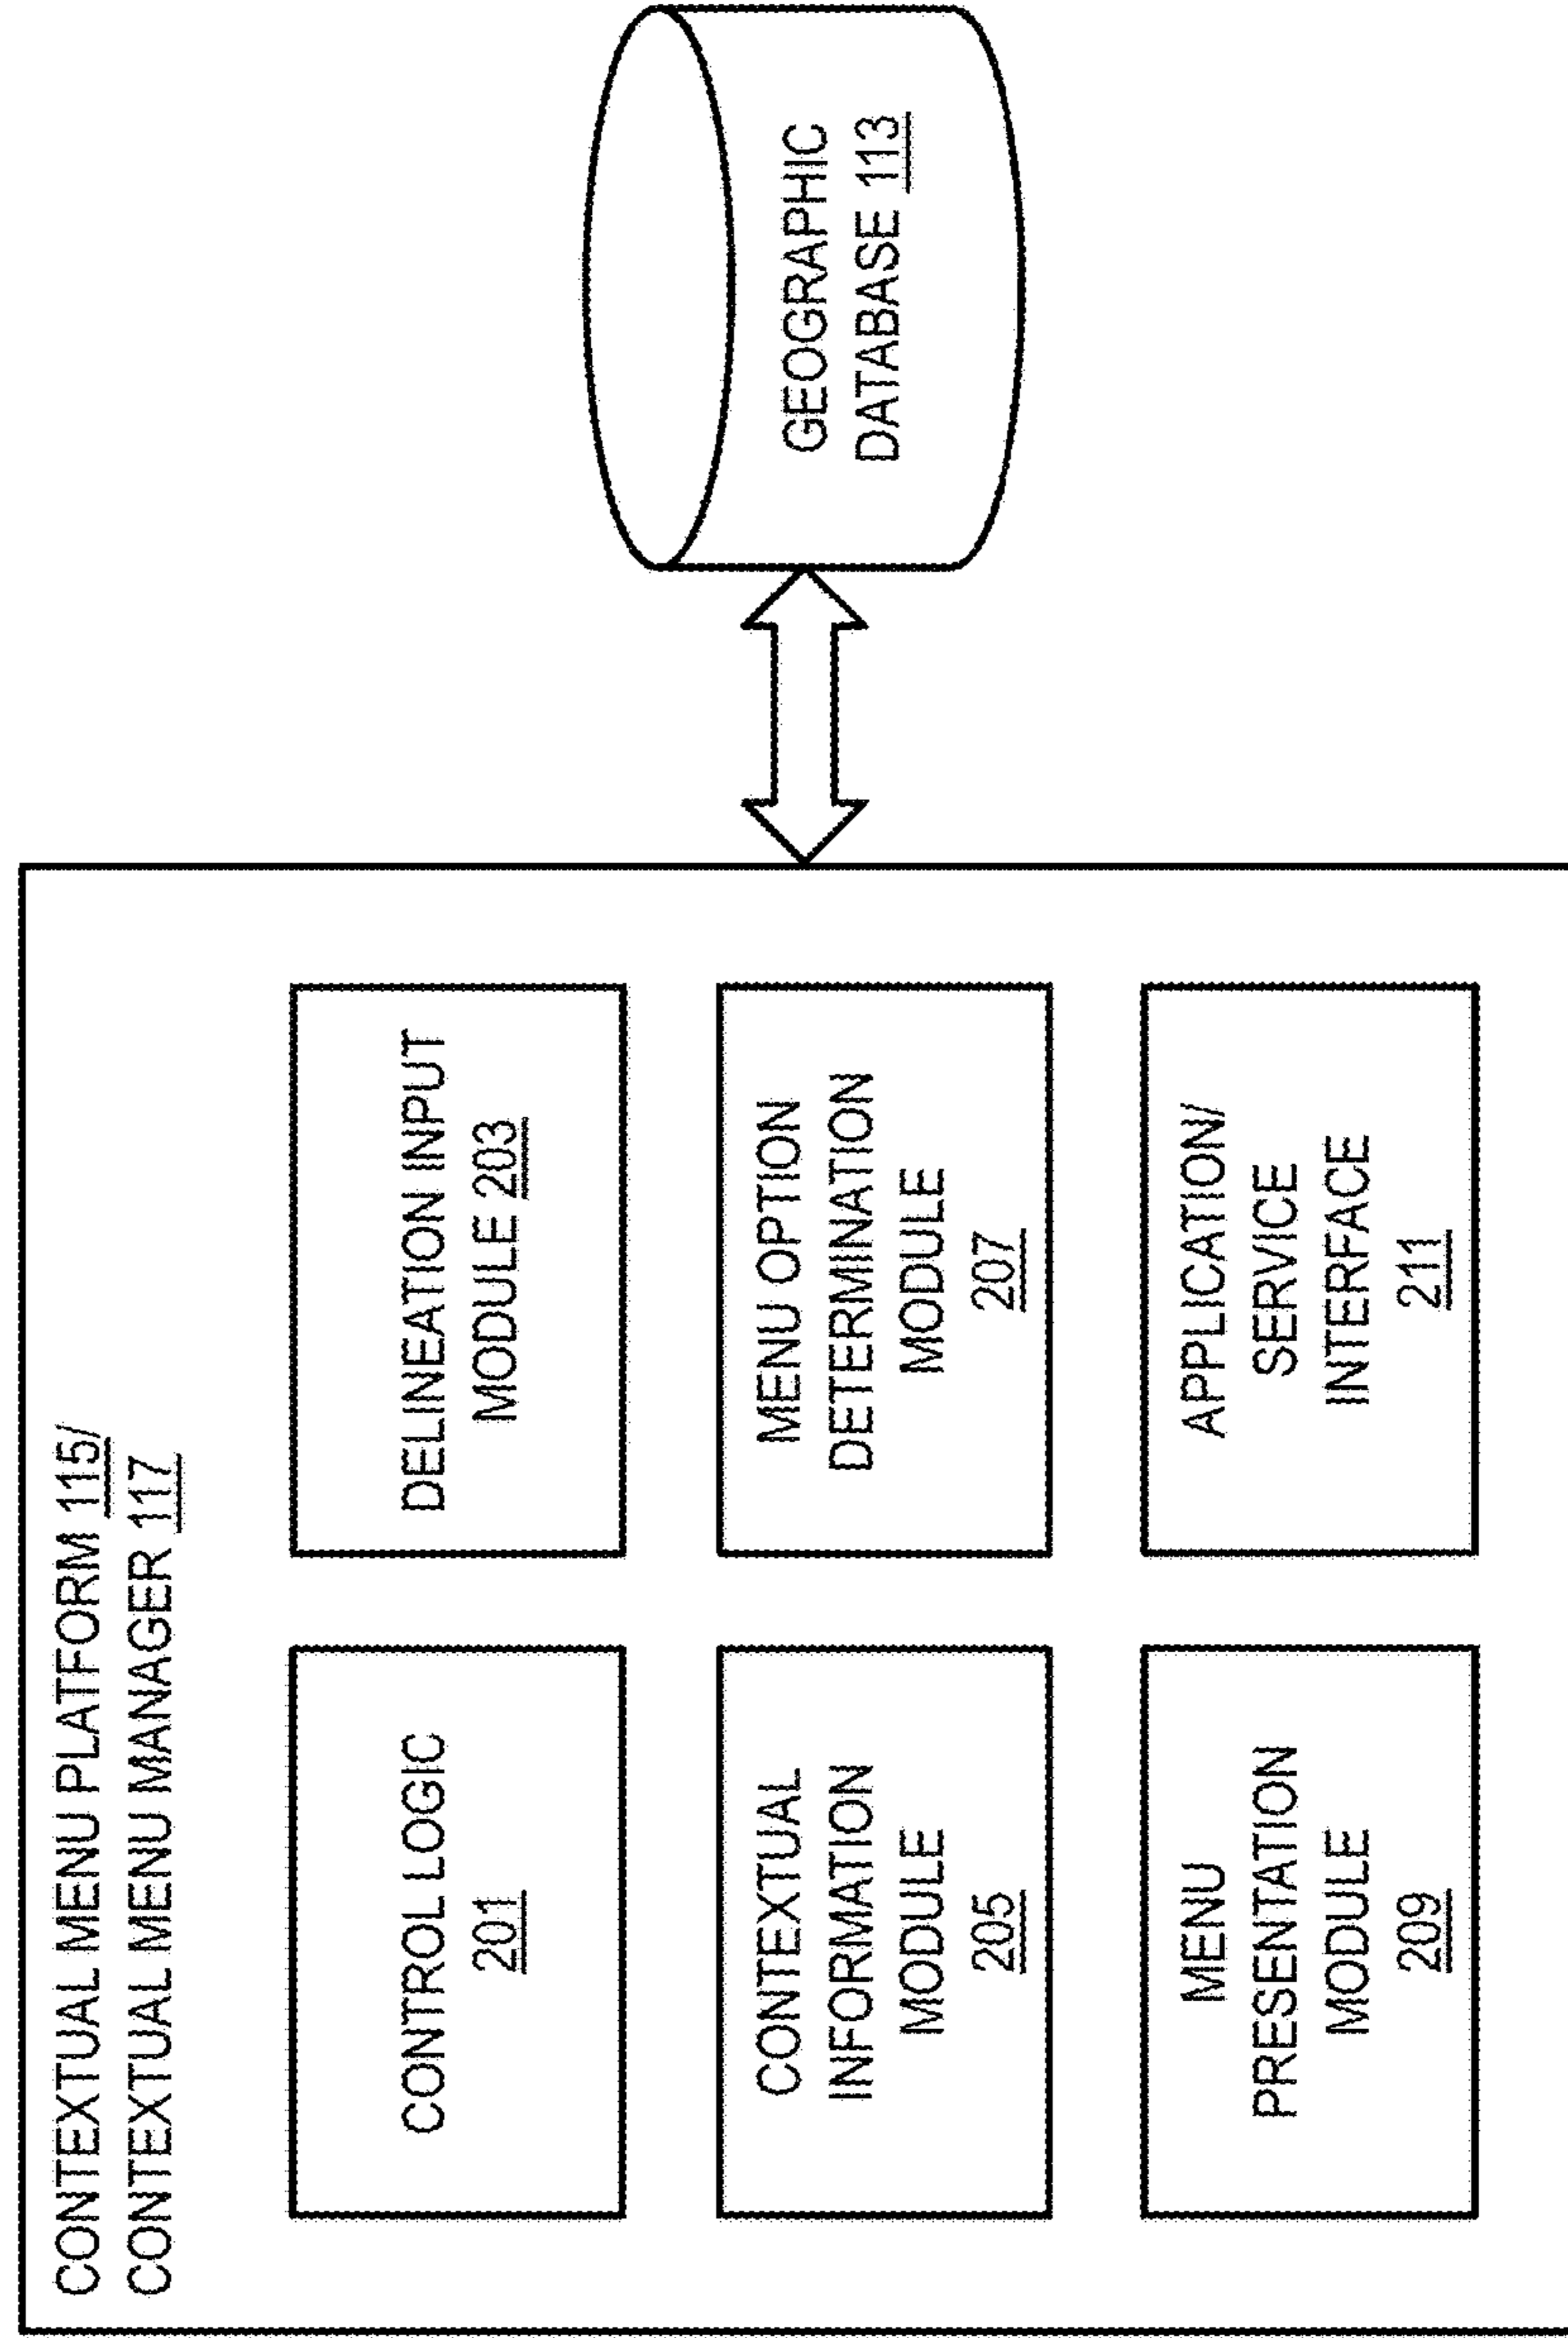 CONTEXTUAL MENU PLATFORM 115/
CONTEXTUAL MENU MANAGER 117
CONTROL LOGIC
201
DELINEATION INPUT
MODULE 203
CONTEXTUAL
INFORMATION
MODULE
205
MENU OPTION
DETERMINATION
MODULE
207
MENU
PRESENTATION
MODULE
209
APPLICATION/
SERVICE
INTERFACE
211
GEOGRAPHIC
DATABASE 113